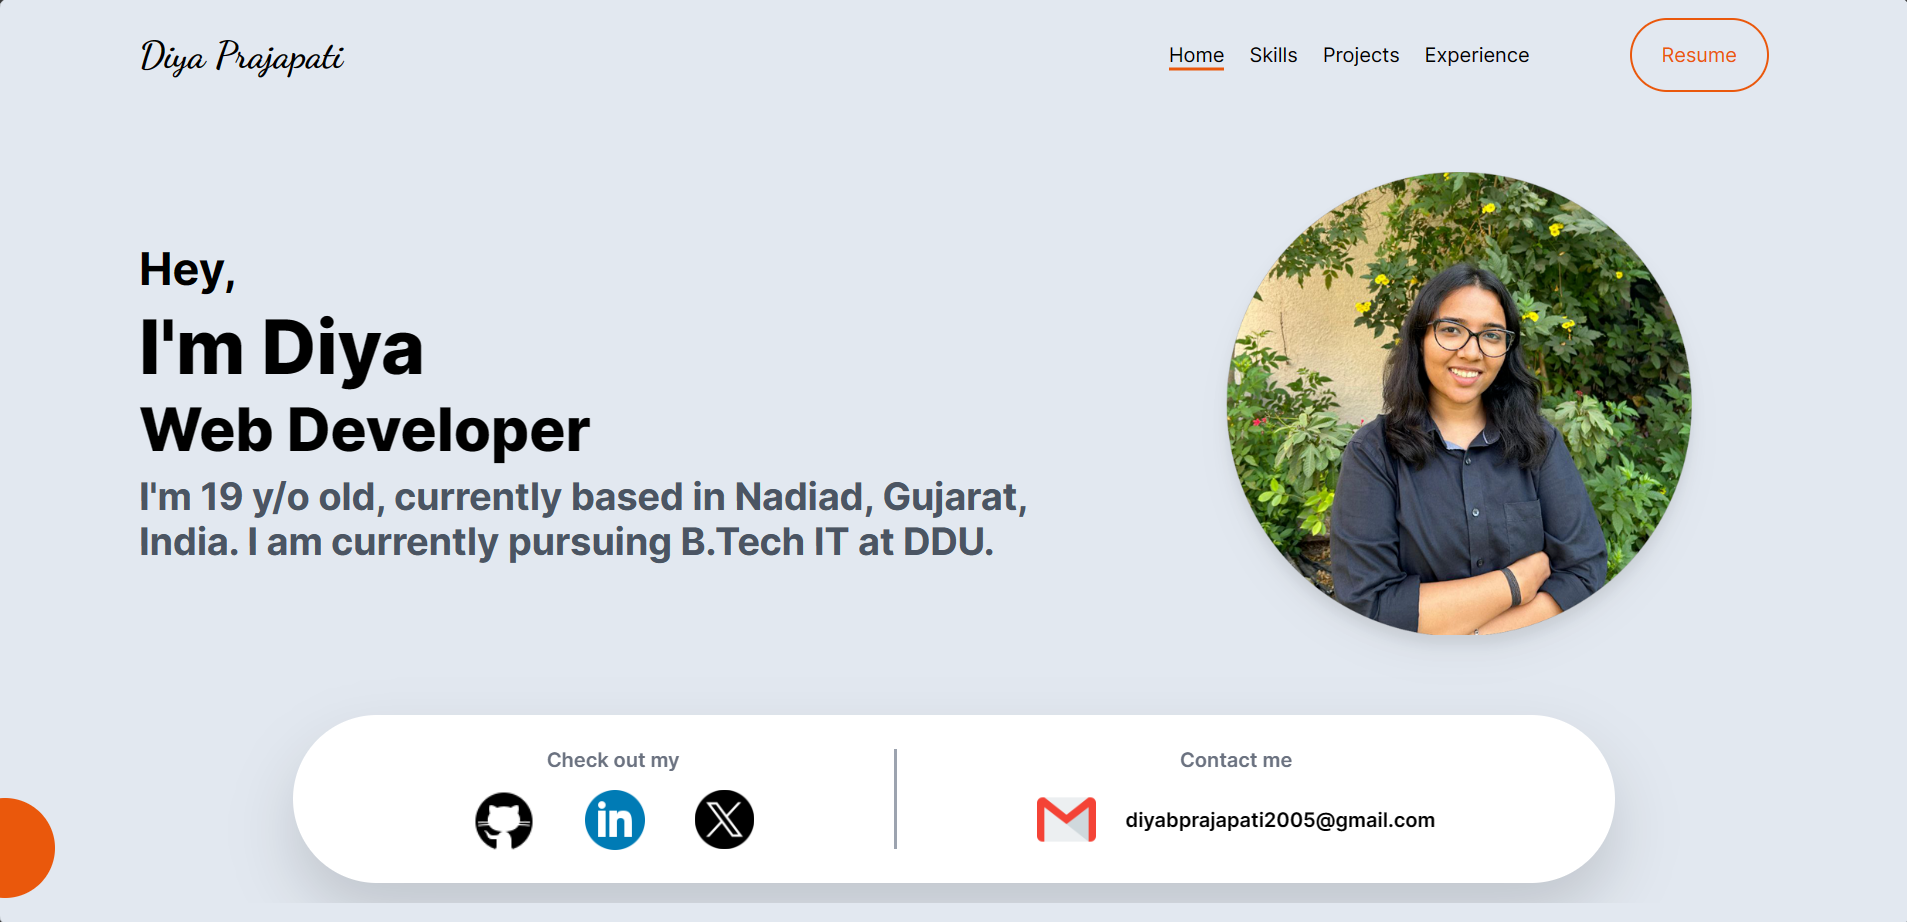 Diya Prajapati
Home Skills Projects Experience Resume
Hey,
I'm Diya
Web Developer
I'm 19 y/o old, currently based in Nadiad, Gujarat,
India. I am currently pursuing B.Tech IT at DDU.
Check out my
in X
Contact me
diyabprajapati2005@gmail.com